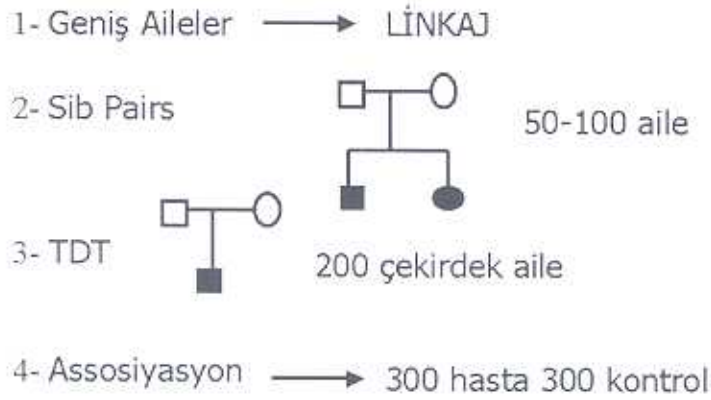 1- Geniş Aileler → LİNKAJ
2- Sib Pairs
50-100 aile
3- TDT
200 çekirdek aile
4- Assosiyasyon → 300 hasta 300 kontrol